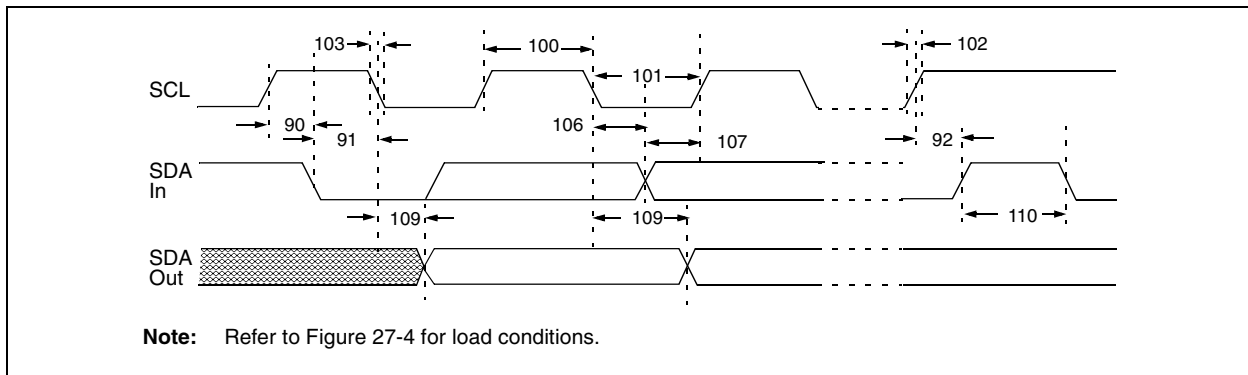 103
100
102
101
SCL
90
91
106
107
92
SDA
In
109
109
110
SDA
Out
Note: Refer to Figure 27-4 for load conditions.